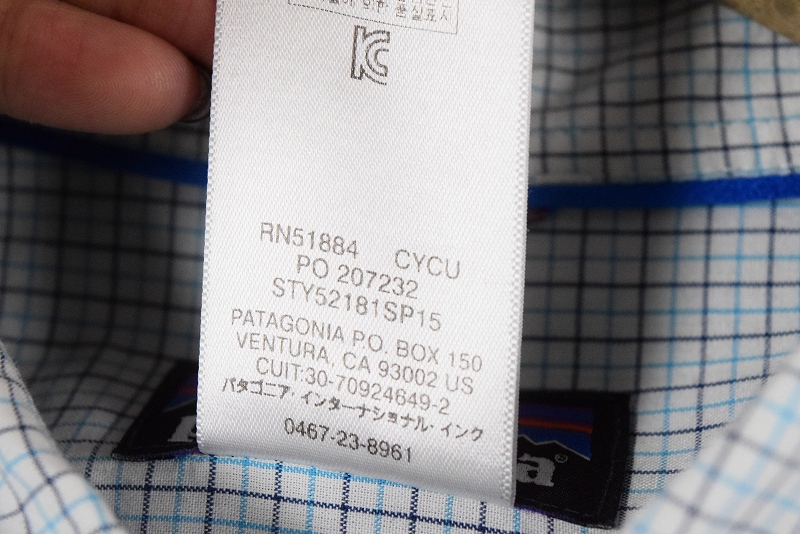 KC
RN51884 CYCU
PO 207232
STY52181SP15
PATAGONIA P.O. BOX 150
VENTURA, CA 93002 US
CUIT:30-70924649-2
パタゴニア・インターナショナル・インク
0467-23-8961